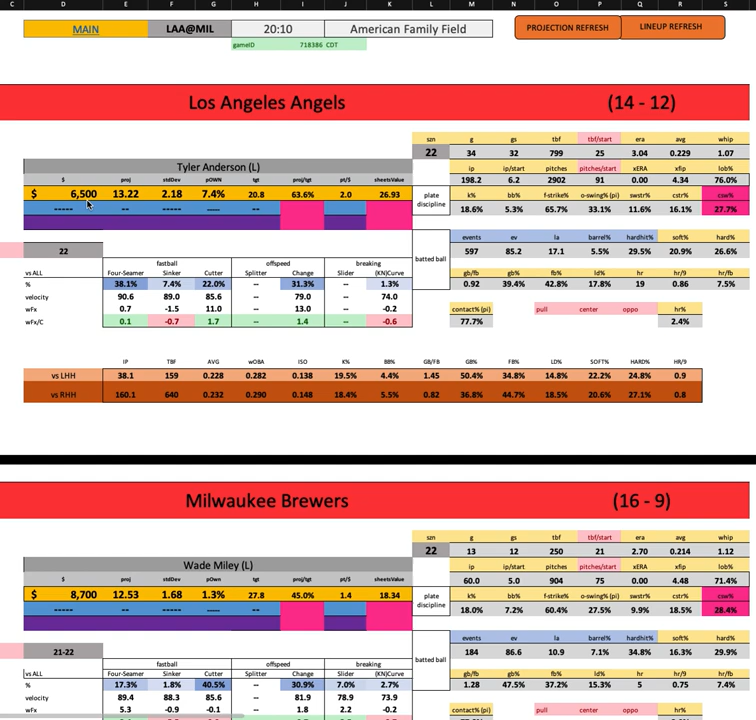 C D E F G H I J K L M N O P Q R S
MAIN LAA@MIL 20:10 American Family Field PROJECTION REFRESH LINEUP REFRESH
gameID 718386 CDT
Los Angeles Angels (14 - 12)
szn g gs tbf tbf/start era avg whip
22 34 32 799 25 3.04 0.229 1.07
Tyler Anderson (L) ip ip/start pitches pitches/start xERA xfip lob%
$ proj stdDev pOWN tgt proj/tgt pt/$ sheetsValue 198.2 6.2 2902 91 0.00 4.34 76.0%
$ 6,500 13.22 2.18 7.4% 20.8 63.6% 2.0 26.93 plate discipline k% bb% f-strike% o-swing% (pi) swstr% cstr% csw%
----- -- ----- ---- -- 18.6% 5.3% 65.7% 33.1% 11.6% 16.1% 27.7%
events ev la barrel% hardhit% soft% hard%
22 batted ball 597 85.2 17.1 5.5% 29.5% 20.9% 26.6%
fastball offspeed breaking
vs ALL Four-Seamer Sinker Cutter Splitter Change Slider (KN)Curve gb/fb gb% fb% ld% hr hr/9 hr/fb
% 38.1% 7.4% 22.0% -- 31.3% -- 1.3% 0.92 39.4% 42.8% 17.8% 19 0.86 7.5%
velocity 90.6 89.0 85.6 -- 79.0 -- 74.0
wFx 0.7 -1.5 11.0 -- 13.0 -- -0.2 contact% (pi) pull center oppo hr%
wFx/C 0.1 -0.7 1.7 -- 1.4 -- -0.6 77.7% 2.4%
IP TBF AVG wOBA ISO K% BB% GB/FB GB% FB% LD% SOFT% HARD% HR/9
vs LHH 38.1 159 0.228 0.282 0.138 19.5% 4.4% 1.45 50.4% 34.8% 14.8% 22.2% 24.8% 0.9
vs RHH 160.1 640 0.232 0.290 0.148 18.4% 5.5% 0.82 36.8% 44.7% 18.5% 20.6% 27.1% 0.8
Milwaukee Brewers (16 - 9)
szn g gs tbf tbf/start era avg whip
22 13 12 250 21 2.70 0.214 1.12
Wade Miley (L) ip ip/start pitches pitches/start xERA xfip lob%
$ proj stdDev pOwn tgt proj/tgt pt/$ sheetsValue 60.0 5.0 904 75 0.00 4.48 71.4%
$ 8,700 12.53 1.68 1.3% 27.8 45.0% 1.4 18.34 plate discipline k% bb% f-strike% o-swing% (pi) swstr% cstr% csw%
----- -- ----- ---- -- 18.0% 7.2% 60.4% 27.5% 9.9% 18.5% 28.4%
events ev la barrel% hardhit% soft% hard%
21-22 batted ball 184 86.6 10.9 7.1% 34.8% 16.3% 29.9%
fastball offspeed breaking
vs ALL Four-Seamer Sinker Cutter Splitter Change Slider (KN)Curve gb/fb gb% fb% ld% hr hr/9 hr/fb
% 17.3% 1.8% 40.5% -- 30.9% 5.0% 2.7% 1.28 47.5% 37.2% 15.3% 5 0.75 7.4%
velocity 89.4 88.3 85.6 -- 81.9 78.9 73.9
wFx 5.3 -0.9 -0.1 -- 1.8 2.2 -0.2 contact% (pi) pull center oppo hr%